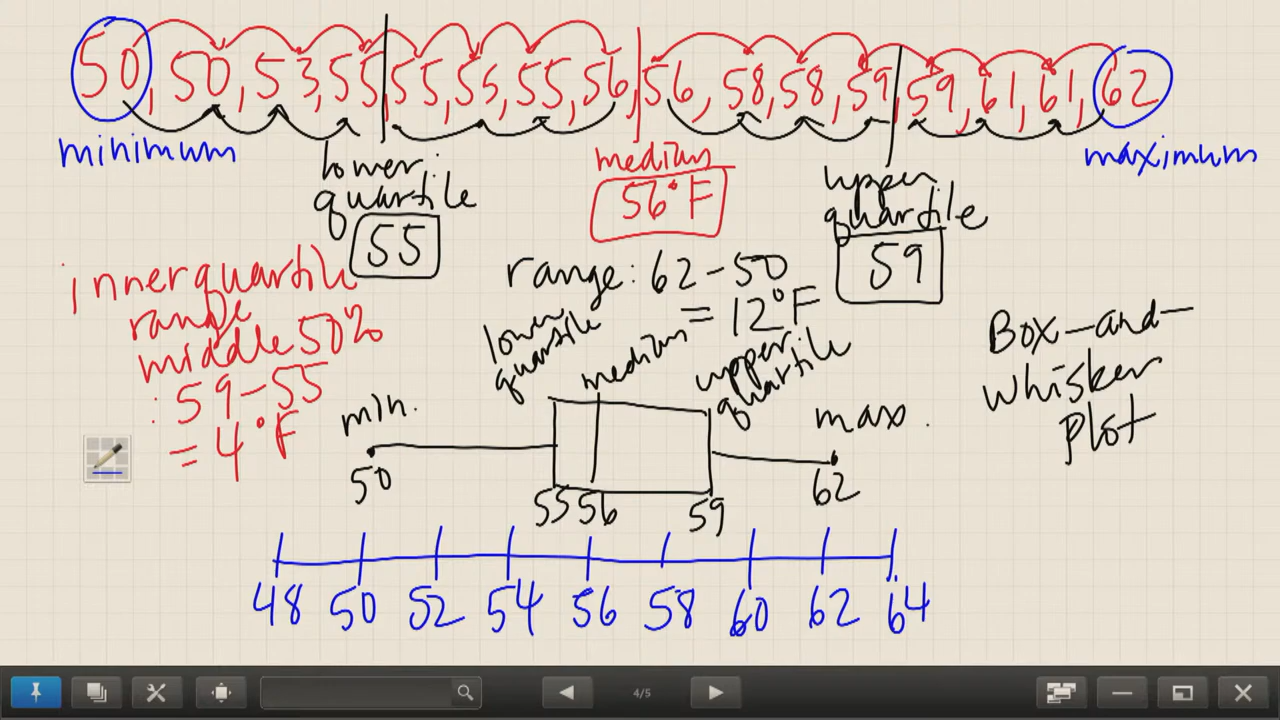 50, 50, 53, 55, 55, 55, 55, 56, 56, 58, 58, 59, 59, 61, 61, 62
minimum
lower
quartile
55
median
56°F
upper
quartile
59
maximum
innerquartile
range
middle 50%
: 59-55
= 4°F
range: 62-50
= 12°F
Box-and-
whisker
plot
min.
lower
quartile
median
upper
quartile
max.
50
55
56
59
62
48 50 52 54 56 58 60 62 64
4/5